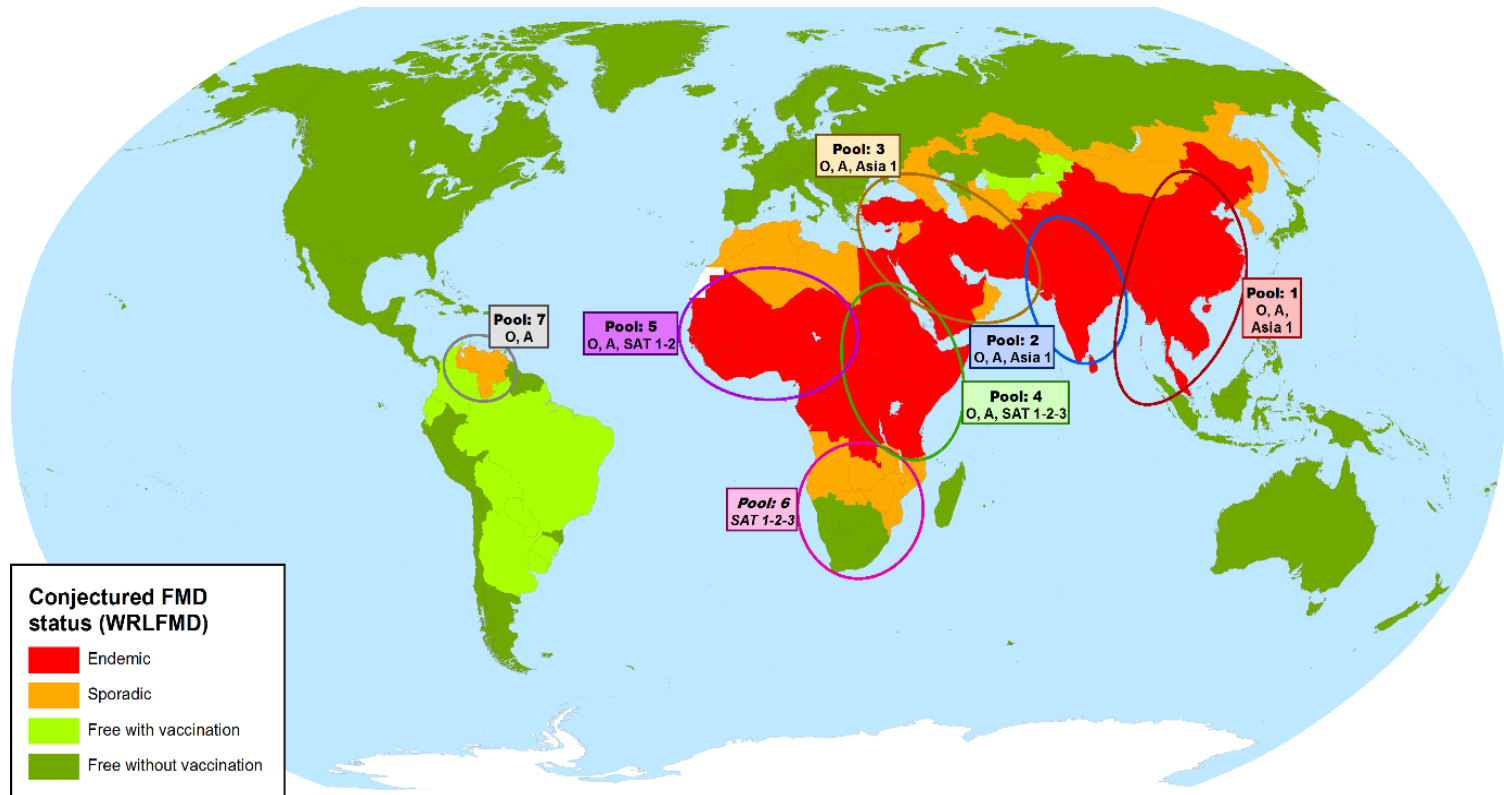 Pool: 3
O, A, Asia 1
Pool: 1
O, A,
Asia 1
Pool: 7
O, A
Pool: 5
O, A, SAT 1-2
Pool: 2
O, A, Asia 1
Pool: 4
O, A, SAT 1-2-3
Pool: 6
SAT 1-2-3
Conjectured FMD
status (WRLFMD)
Endemic
Sporadic
Free with vaccination
Free without vaccination